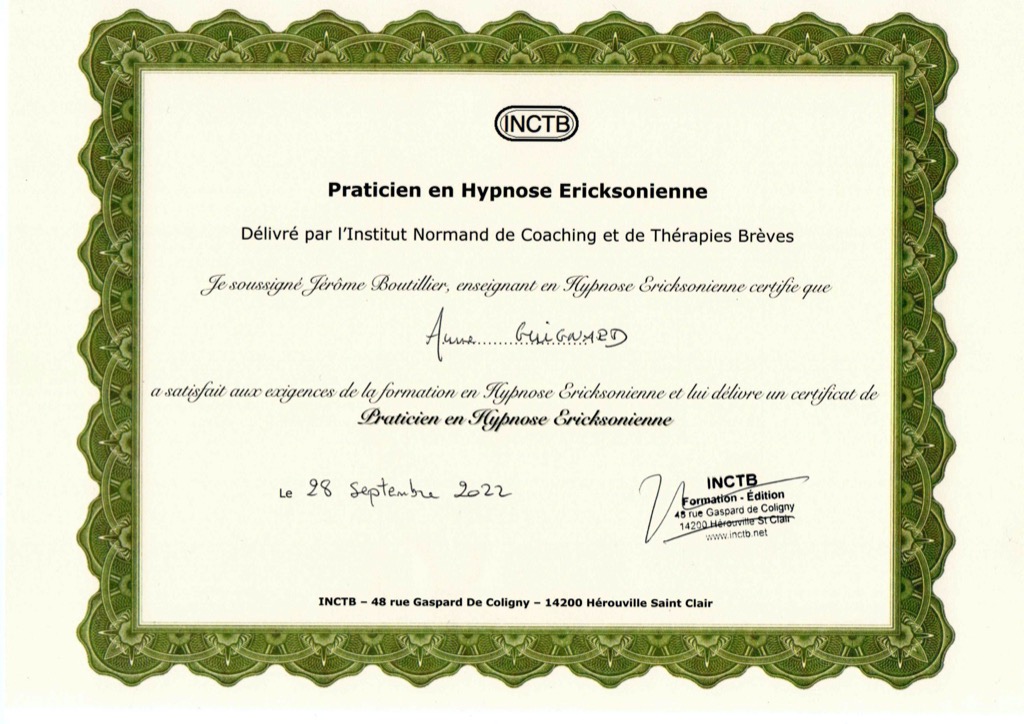 INCTB
Praticien en Hypnose Ericksonienne
Délivré par l'Institut Normand de Coaching et de Thérapies Brèves
Je soussigné Jérôme Boutillier, enseignant en Hypnose Ericksonienne certifie que
Anne......GUIGNARD
a satisfait aux exigences de la formation en Hypnose Ericksonienne et lui délivre un certificat de
Praticien en Hypnose Ericksonienne
Le 28 septembre 2022
INCTB
Formation - Édition
48 rue Gaspard de Coligny
14200 Hérouville St Clair
www.inctb.net
INCTB – 48 rue Gaspard De Coligny – 14200 Hérouville Saint Clair